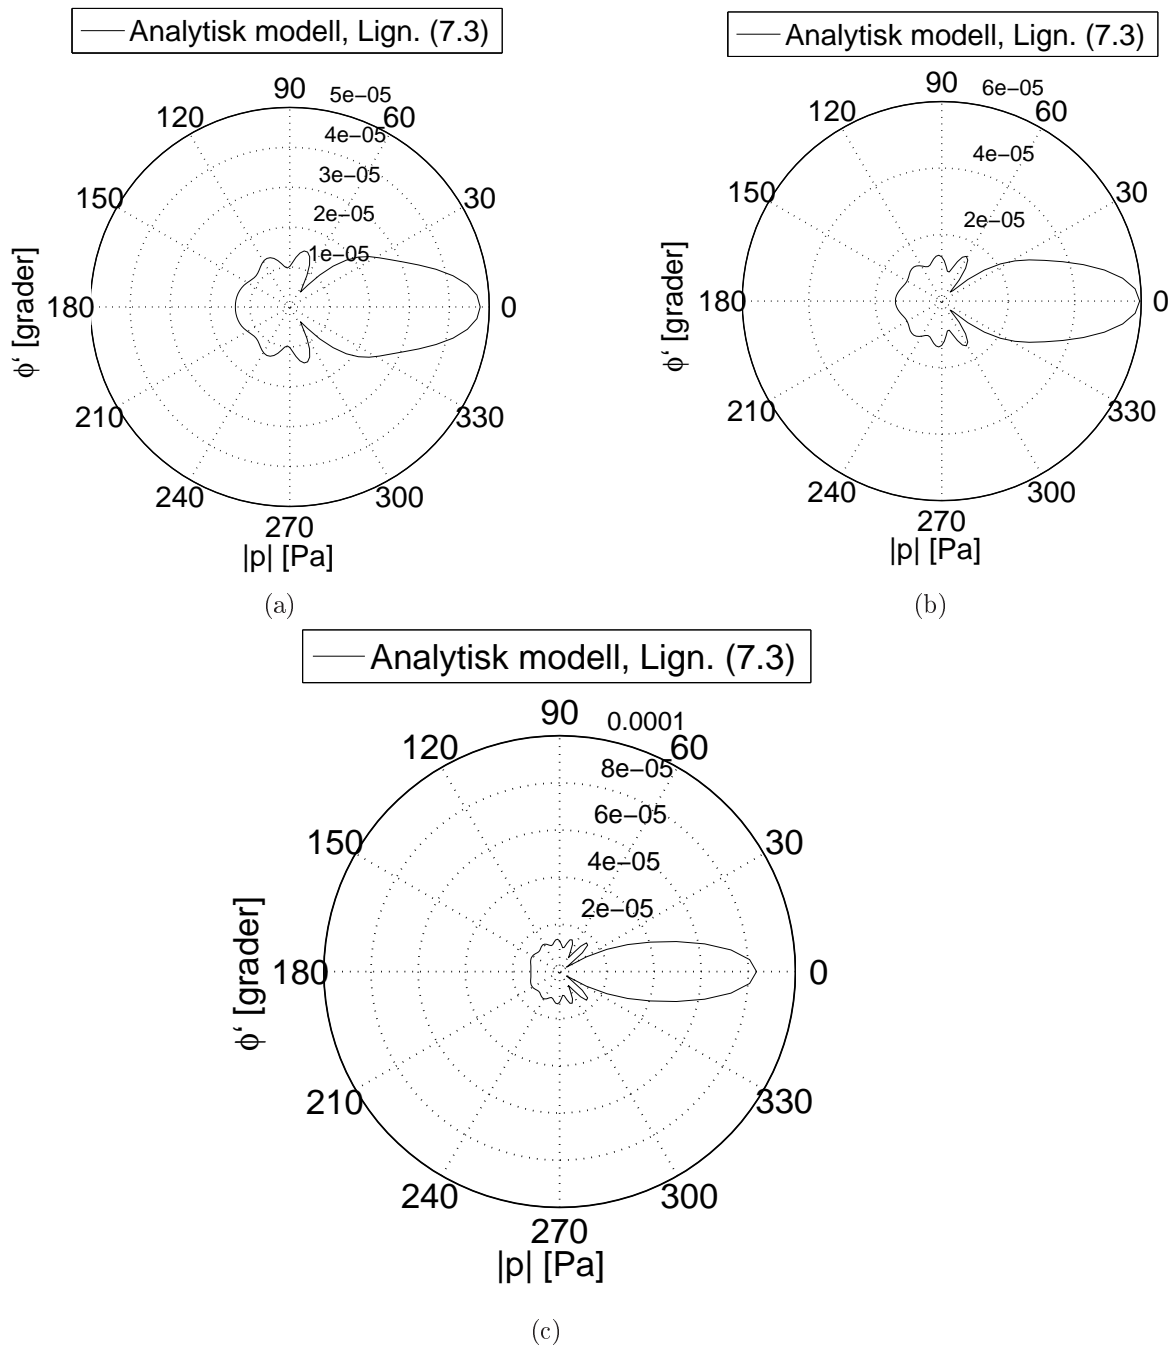 Analytisk modell, Lign. (7.3)
90
5e−05
120
60
4e−05
150
3e−05
30
2e−05
1e−05
180
0
210
330
240
300
270
ϕ‘ [grader]
|p| [Pa]
(a)
Analytisk modell, Lign. (7.3)
90
6e−05
120
60
4e−05
150
30
2e−05
180
0
210
330
240
300
270
ϕ‘ [grader]
|p| [Pa]
(b)
Analytisk modell, Lign. (7.3)
90
0.0001
120
60
8e−05
6e−05
150
30
4e−05
2e−05
180
0
210
330
240
300
270
ϕ‘ [grader]
|p| [Pa]
(c)